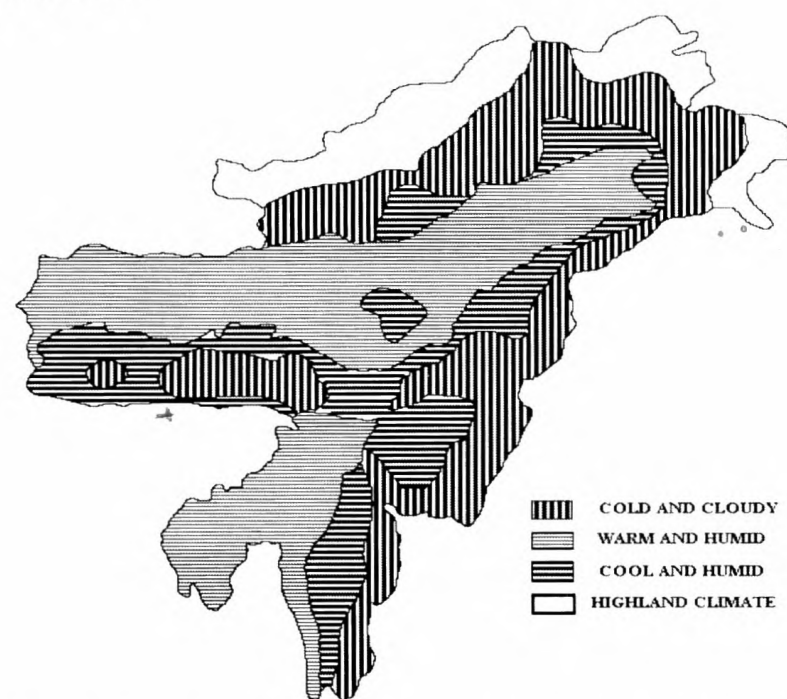 COLD AND CLOUDY
WARM AND HUMID
COOL AND HUMID
HIGHLAND CLIMATE